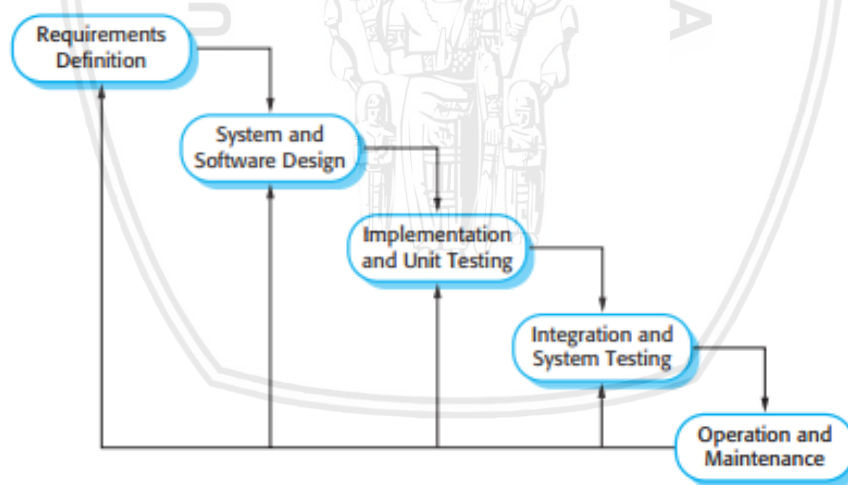 Requirements
Definition
System and
Software Design
Implementation
and Unit Testing
Integration and
System Testing
Operation and
Maintenance
U
A